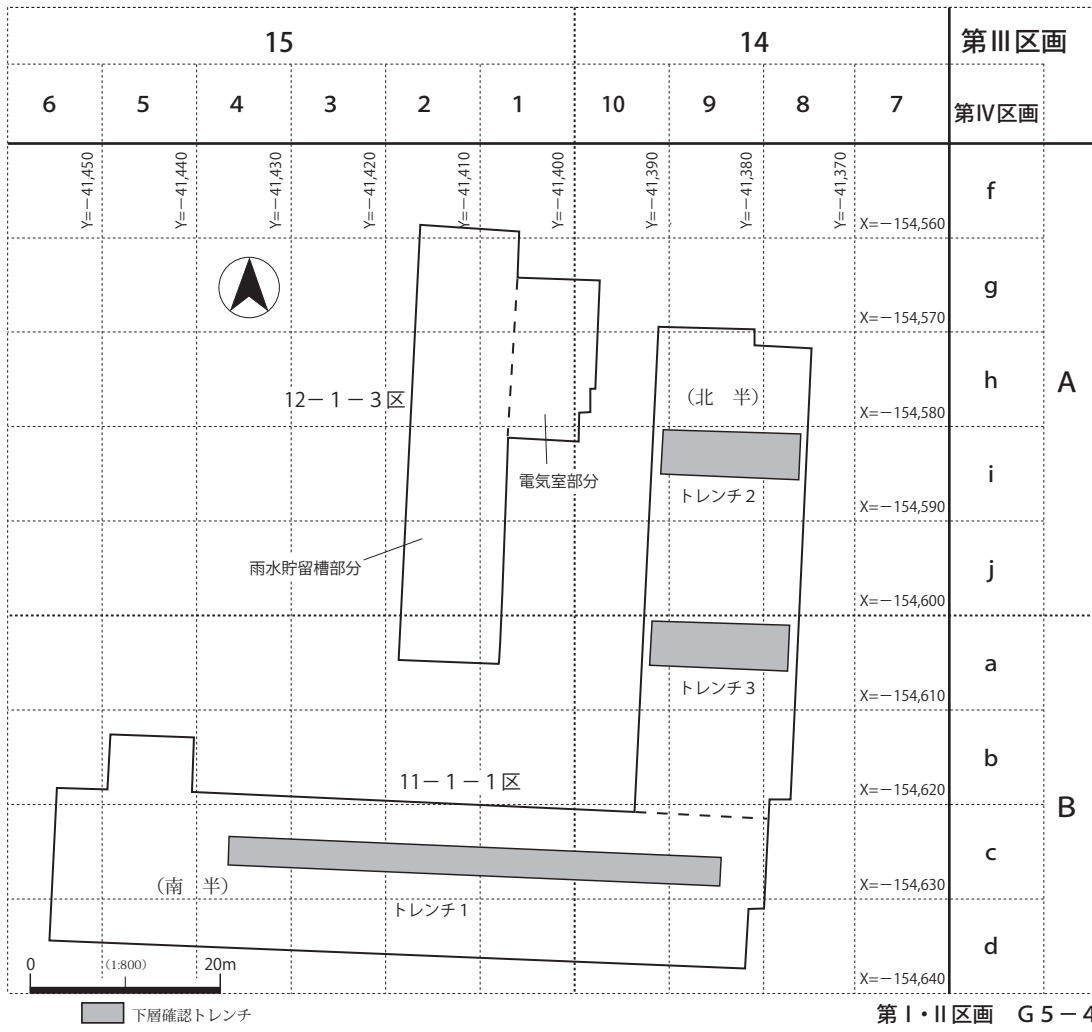 15 14 第Ⅲ区画
6 5 4 3 2 1 10 9 8 7 第Ⅳ区画
Y=－41,450
Y=－41,440
Y=－41,430
Y=－41,420
Y=－41,410
Y=－41,400
Y=－41,390
Y=－41,380
Y=－41,370
f
X=－154,560
g
X=－154,570
h
A
X=－154,580
i
X=－154,590
j
X=－154,600
a
X=－154,610
b
X=－154,620
B
c
X=－154,630
d
X=－154,640
12－1－3区
（北　半）
電気室部分
トレンチ2
雨水貯留槽部分
トレンチ3
11－1－1区
（南　半）
トレンチ1
0 (1:800) 20m
下層確認トレンチ
第Ⅰ・Ⅱ区画　G5－4